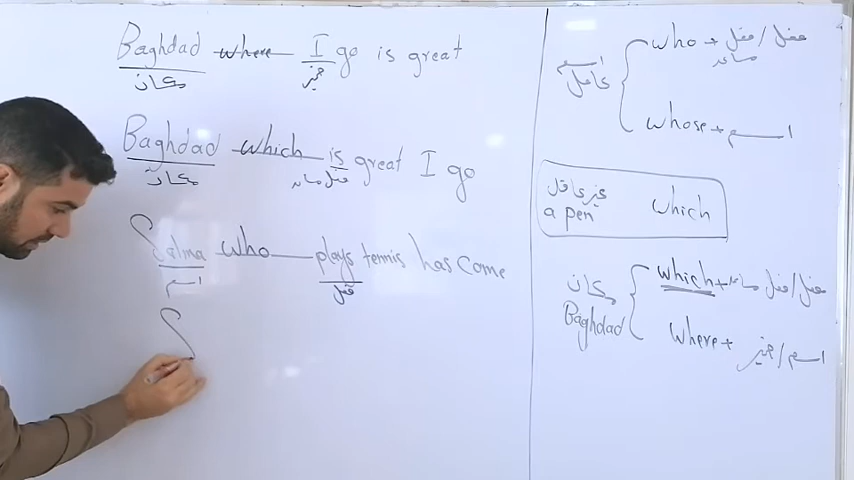 Baghdad where I go is great
مكان ضمير
Baghdad which is great I go
مكان فعل مساعد
Salma who plays tennis has come
اسم فعل
S
اسم عاقل
who + فعل / فعل مساعد
whose + اسم
غير عاقل which
a pen
مكان
Baghdad
which + فعل / فعل مساعد
where + اسم / ضمير